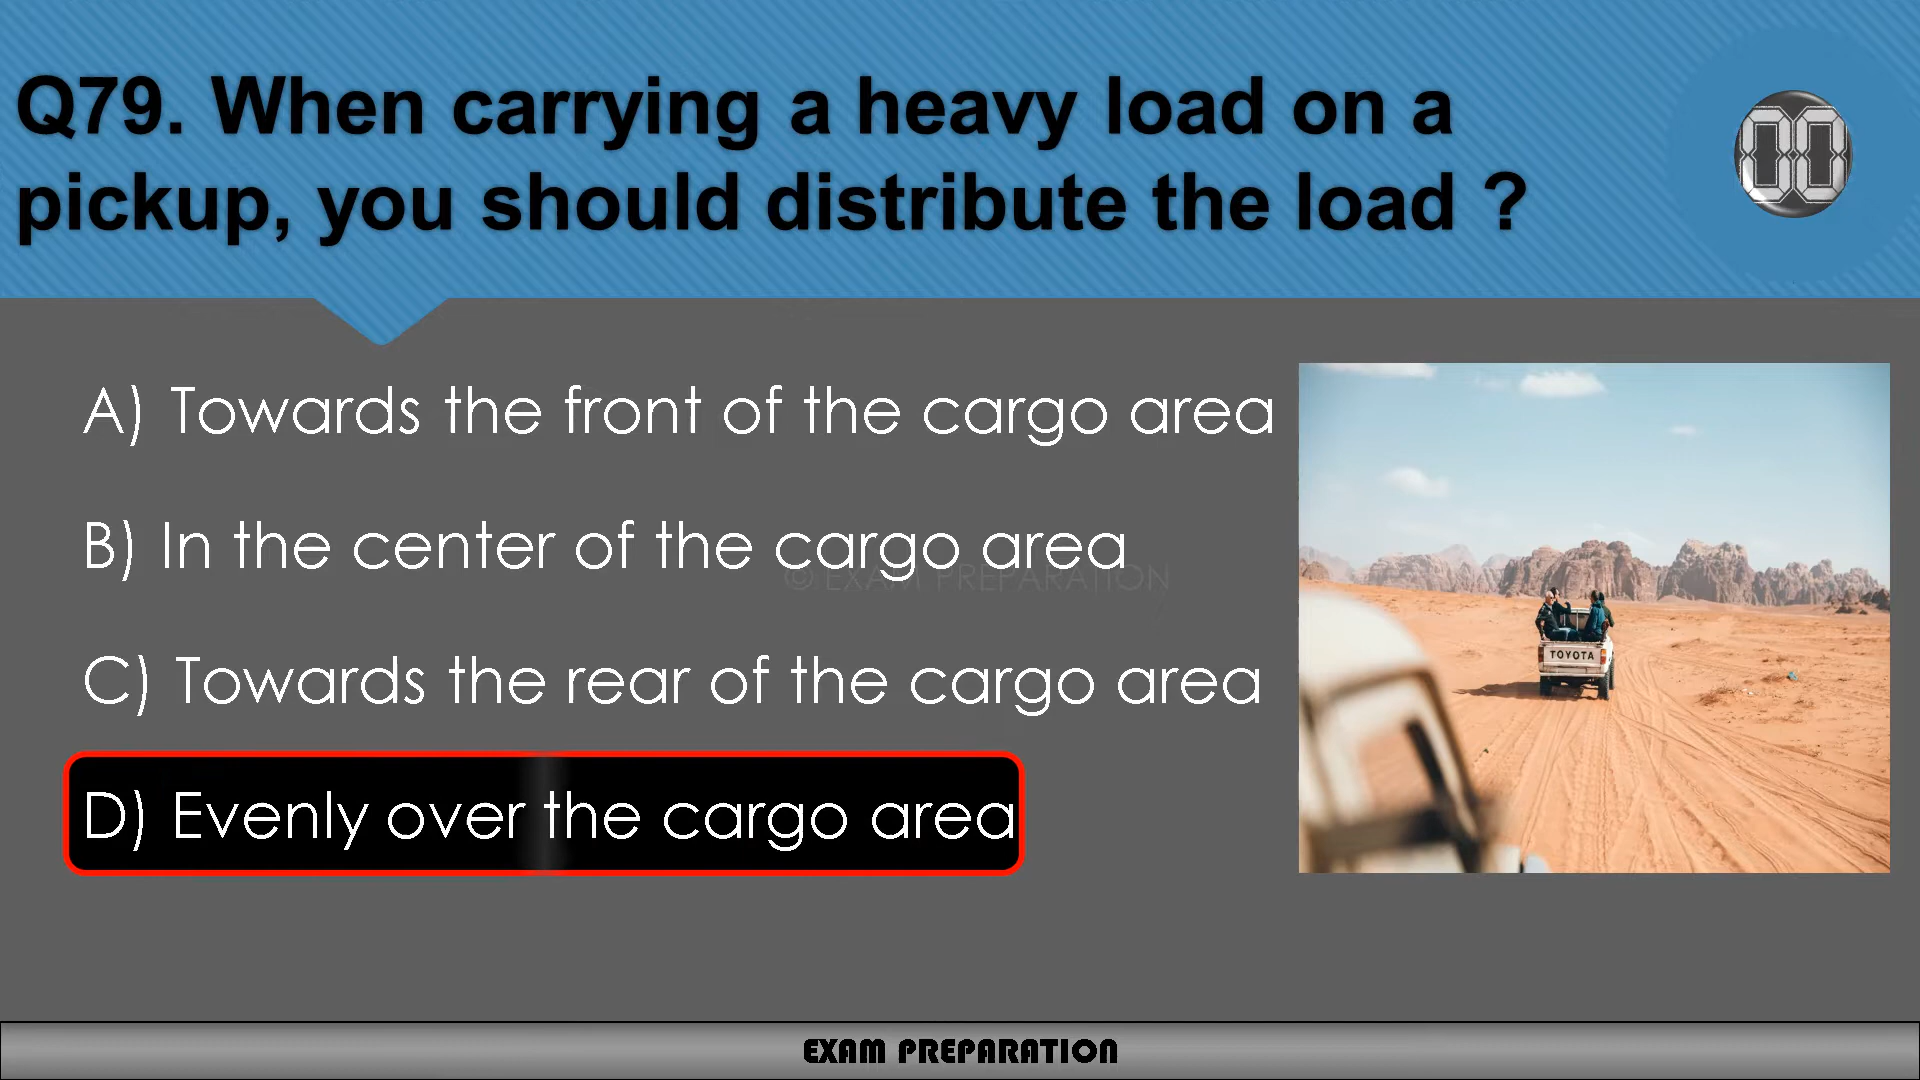 Q79. When carrying a heavy load on a
pickup, you should distribute the load ?
00
A) Towards the front of the cargo area
B) In the center of the cargo area
© EXAM PREPARATION
C) Towards the rear of the cargo area
TOYOTA
D) Evenly over the cargo area
EXAM PREPARATION